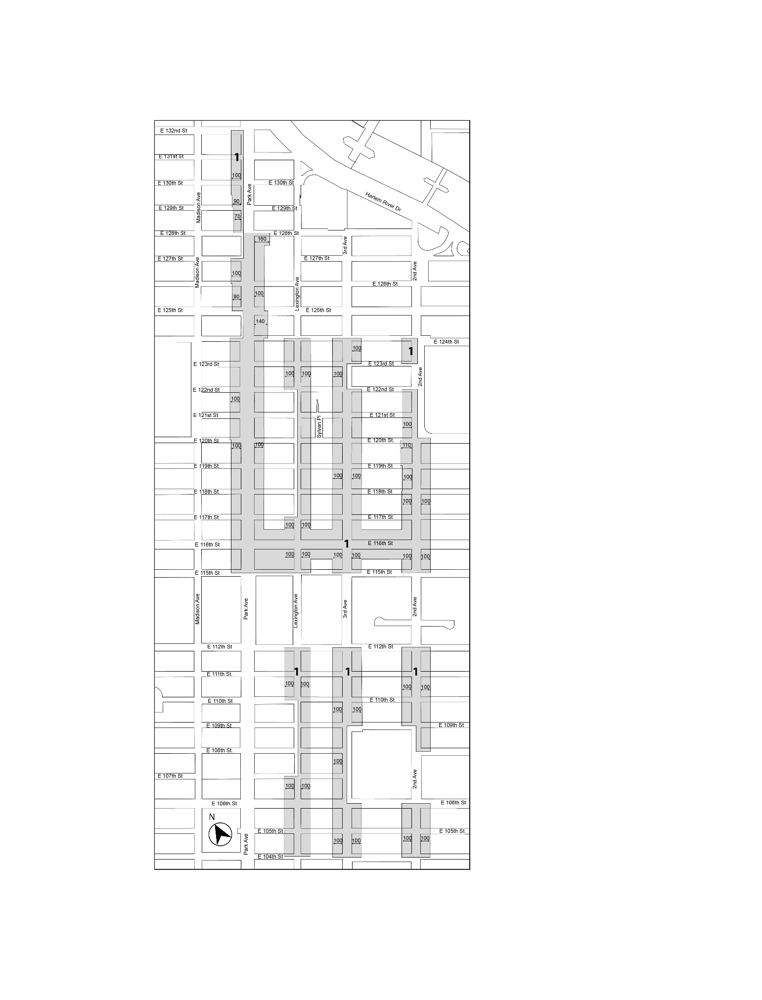 E 132nd St
E 131st St
1
100
E 130th St
E 130th St
Park Ave
Madison Ave
90
Harlem River Dr
E 129th St
E 129th St
70
E 128th St
E 128th St
160
3rd Ave
E 127th St
E 127th St
Madison Ave
100
2nd Ave
E 126th St
90
100
Lexington Ave
E 125th St
E 125th St
140
E 124th St
100
1
E 123rd St
E 123rd St
100
100
100
2nd Ave
E 122nd St
E 122nd St
100
E 121st St
E 121st St
Sylvan Pl
100
E 120th St
E 120th St.
100
100
110
E 119th St
E 119th St
100
100
100
E 118th St
E 118th St
100
100
E 117th St
E 117th St
100
100
E 116th St
1
E 116th St
100
100
100
100
100
100
E 115th St
E 115th St
Madison Ave
Park Ave
Lexington Ave
3rd Ave
2nd Ave
E 112th St
E 112th St
1
1
1
E 111th St.
100
100
100
100
E 110th St
E 110th St
100
100
E 109th St
E 109th St
E 108th St.
100
E 107th St
2nd Ave
100
100
E 106th St
E 106th St
N
E 105th St
E 105th St
Park Ave
100
100
100
100
E 104th St